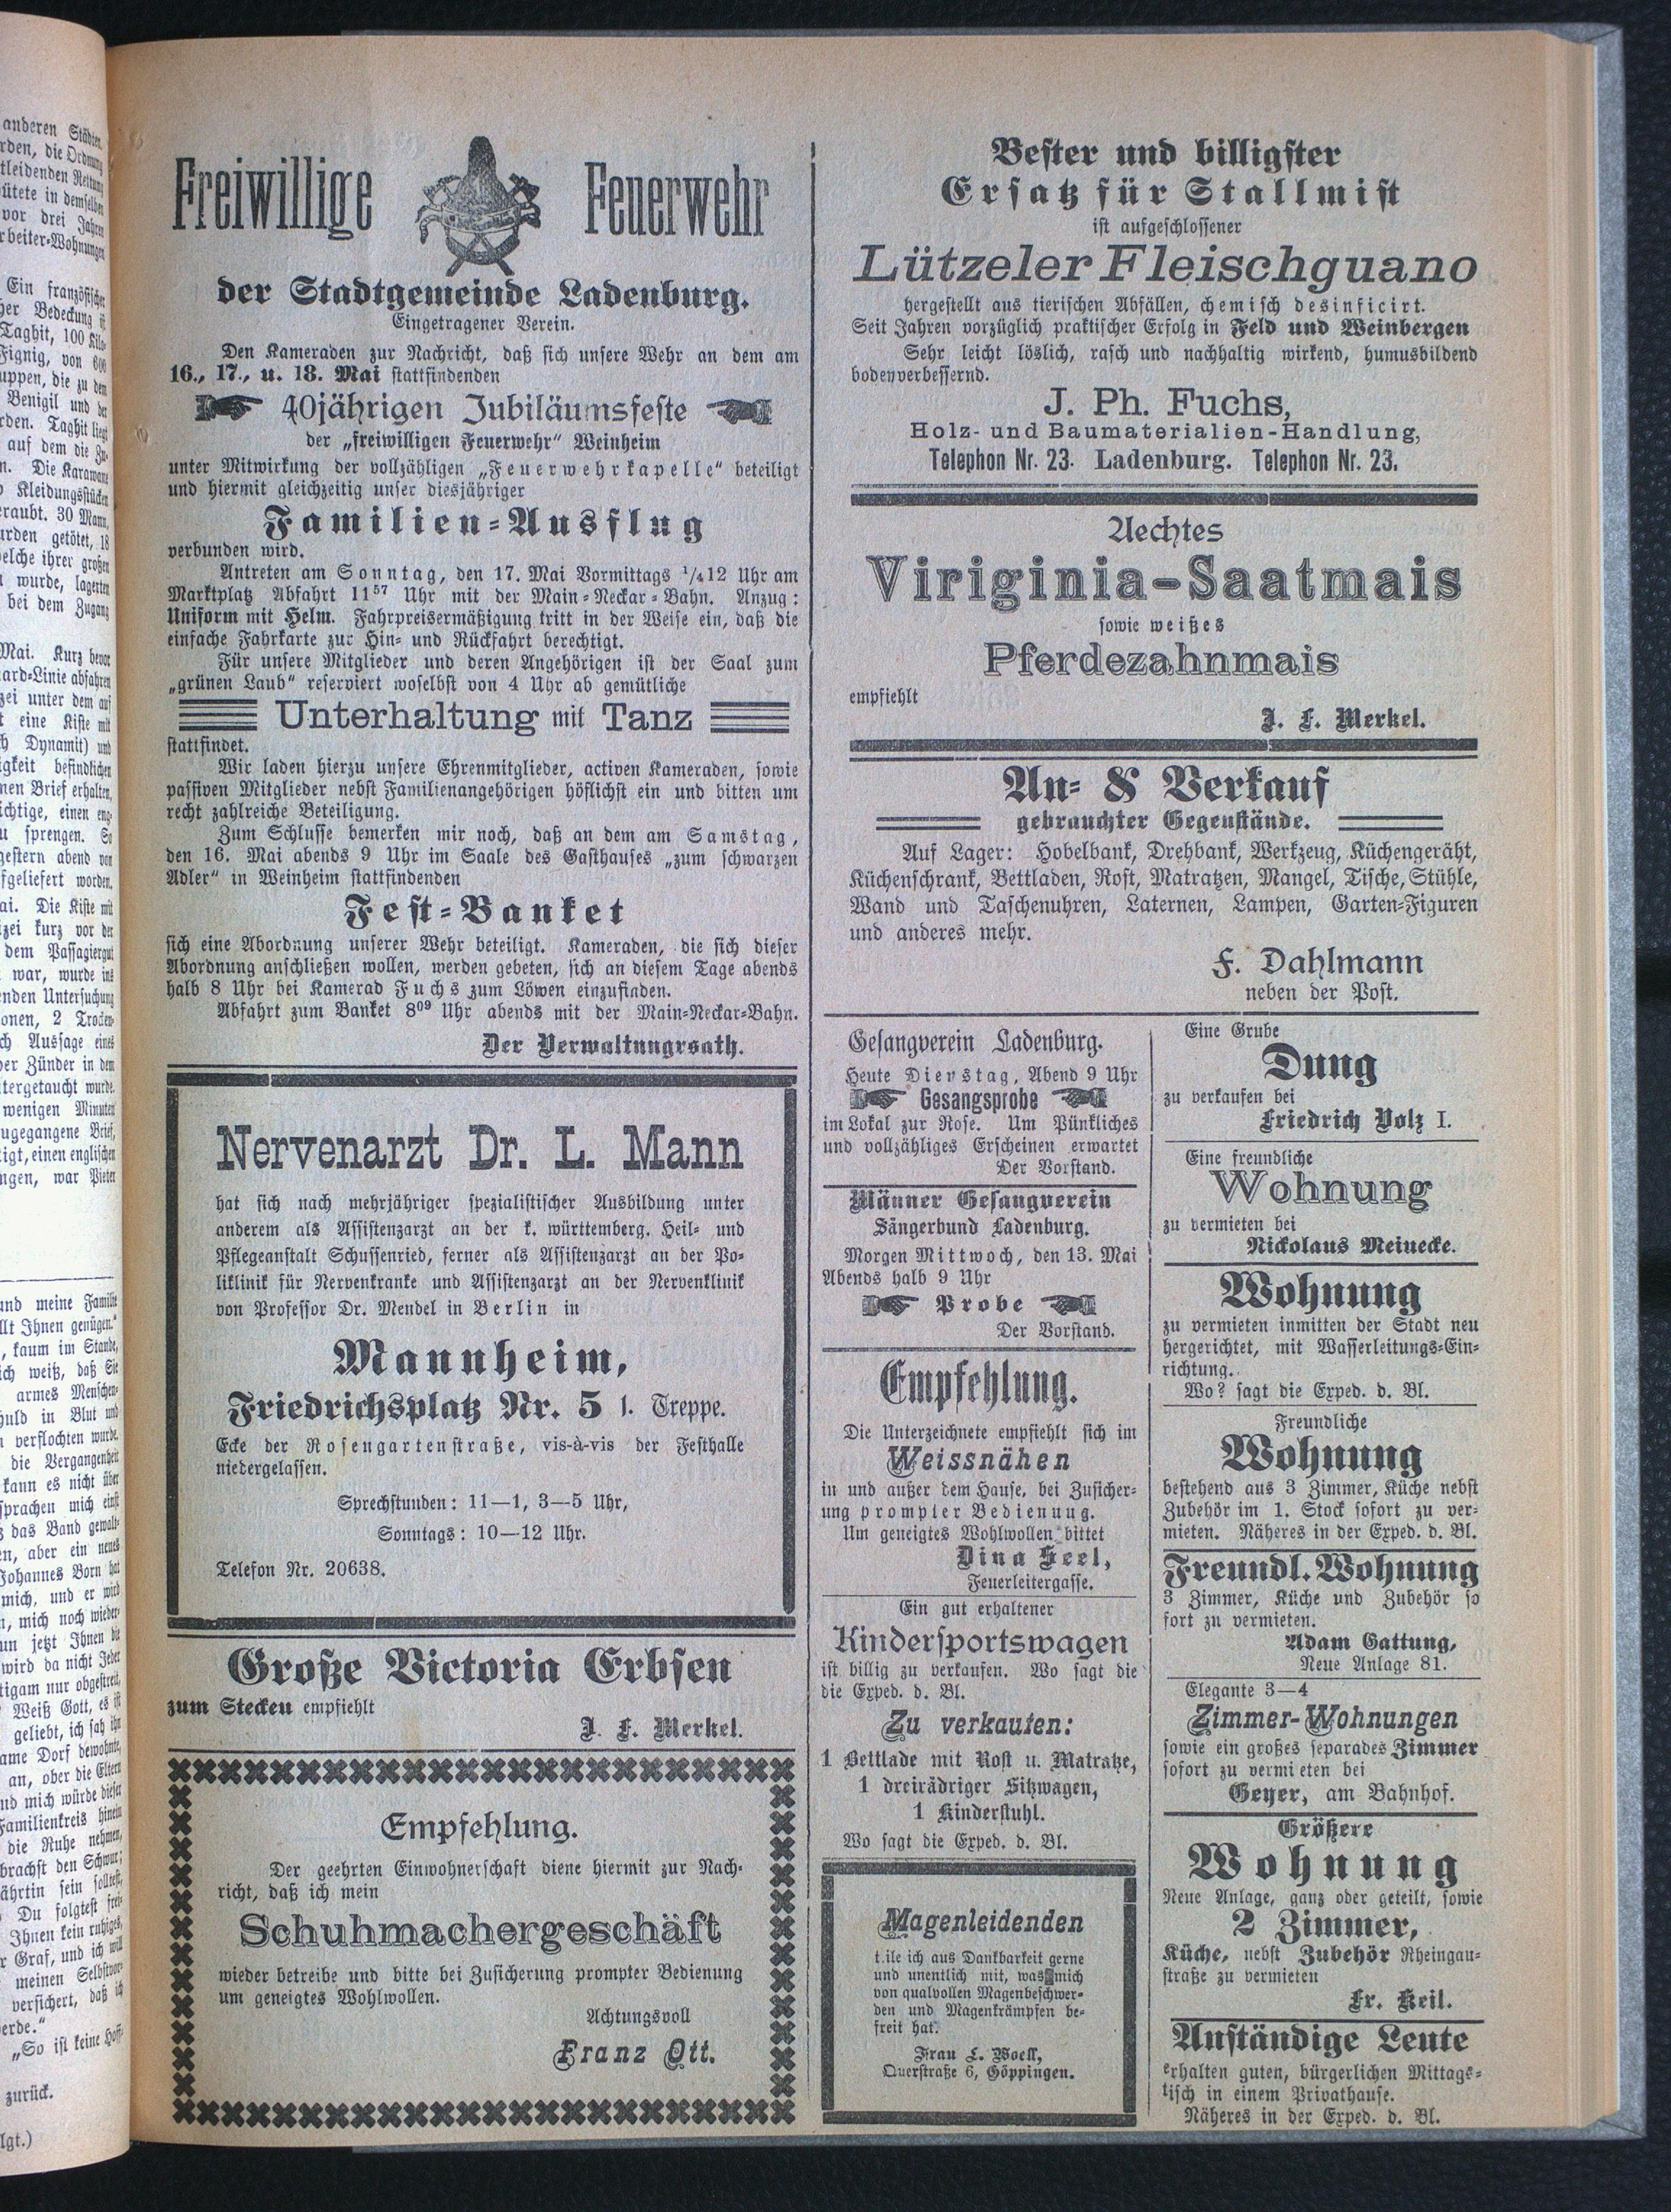 Freiwillige Feuerwehr
der Stadtgemeinde Ladenburg.
Eingetragener Verein.
Den Kameraden zur Nachricht, daß sich unsere Wehr an dem am
16., 17., u. 18. Mai stattfindenden
40jährigen Jubiläumsfeste
der „freiwilligen Feuerwehr“ Weinheim
unter Mitwirkung der vollzähligen „Feuerwehrkapelle“ beteiligt
und hiermit gleichzeitig unser diesjähriger
Familien-Ausflug
verbunden wird.
Antreten am Sonntag, den 17. Mai Vormittags ¼12 Uhr am
Marktplatz Abfahrt 11⁵⁷ Uhr mit der Main-Neckar-Bahn. Anzug:
Uniform mit Helm. Fahrpreisermäßigung tritt in der Weise ein, daß die
einfache Fahrkarte zur Hin- und Rückfahrt berechtigt.
Für unsere Mitglieder und deren Angehörigen ist der Saal zum
„grünen Laub“ reserviert woselbst von 4 Uhr ab gemütliche
Unterhaltung mit Tanz
stattfindet.
Wir laden hierzu unsere Ehrenmitglieder, activen Kameraden, sowie
passiven Mitglieder nebst Familienangehörigen höflichst ein und bitten um
recht zahlreiche Beteiligung.
Zum Schlusse bemerken mir noch, daß an dem am Samstag,
den 16. Mai abends 9 Uhr im Saale des Gasthauses „zum schwarzen
Adler“ in Weinheim stattfindenden
Fest-Banket
sich eine Abordnung unserer Wehr beteiligt. Kameraden, die sich dieser
Abordnung anschließen wollen, werden gebeten, sich an diesem Tage abends
halb 8 Uhr bei Kamerad Fuchs zum Löwen einzufinden.
Abfahrt zum Banket 8⁰⁹ Uhr abends mit der Main-Neckar-Bahn.
Der Verwaltungrsath.
Nervenarzt Dr. L. Mann
hat sich nach mehrjähriger spezialistischer Ausbildung unter
anderem als Assistenzarzt an der k. württemberg. Heil- und
Pflegeanstalt Schussenried, ferner als Assistenzarzt an der Po-
liklinik für Nervenkranke und Assistenzarzt an der Nervenklinik
von Professor Dr. Mendel in Berlin in
Mannheim,
Friedrichsplatz Nr. 5 1. Treppe.
Ecke der Rosengartenstraße, vis-à-vis der Festhalle
niedergelassen.
Sprechstunden: 11—1, 3—5 Uhr,
Sonntags: 10—12 Uhr.
Telefon Nr. 20638.
Große Victoria Erbsen
zum Stecken empfiehlt
J. F. Merkel.
Empfehlung.
Der geehrten Einwohnerschaft diene hiermit zur Nach-
richt, daß ich mein
Schuhmachergeschäft
wieder betreibe und bitte bei Zusicherung prompter Bedienung
um geneigtes Wohlwollen.
Achtungsvoll
Franz Ott.
Bester und billigster
Ersatz für Stallmist
ist aufgeschlossener
Lützeler Fleischguano
hergestellt aus tierischen Abfällen, chemisch desinficirt.
Seit Jahren vorzüglich praktischer Erfolg in Feld und Weinbergen
Sehr leicht löslich, rasch und nachhaltig wirkend, humusbildend
bodenverbessernd.
J. Ph. Fuchs,
Holz- und Baumaterialien-Handlung,
Telephon Nr. 23. Ladenburg. Telephon Nr. 23.
Aechtes
Viriginia-Saatmais
sowie weißes
Pferdezahnmais
empfiehlt
J. F. Merkel.
An- & Verkauf
gebrauchter Gegenstände.
Auf Lager: Hobelbank, Drehbank, Werkzeug, Küchengeräht,
Küchenschrank, Bettladen, Rost, Matratzen, Mangel, Tische, Stühle,
Wand und Taschenuhren, Laternen, Lampen, Garten-Figuren
und anderes mehr.
F. Dahlmann
neben der Post.
Gesangverein Ladenburg.
Heute Dienstag, Abend 9 Uhr
Gesangsprobe
im Lokal zur Rose. Um Pünkliches
und vollzähliges Erscheinen erwartet
Der Vorstand.
Männer Gesangverein
Sängerbund Ladenburg.
Morgen Mittwoch, den 13. Mai
Abends halb 9 Uhr
Probe
Der Vorstand.
Empfehlung.
Die Unterzeichnete empfiehlt sich im
Weissnähen
in und außer dem Hause, bei Zusicher-
ung prompter Bedienung.
Um geneigtes Wohlwollen bittet
Dina Heel,
Feuerleitergasse.
Ein gut erhaltener
Kindersportswagen
ist billig zu verkaufen. Wo sagt die
die Exped. d. Bl.
Zu verkaufen:
1 Bettlade mit Rost u. Matratze,
1 dreirädriger Sitzwagen,
1 Kinderstuhl.
Wo sagt die Exped. d. Bl.
Magenleidenden
t.ile ich aus Dankbarkeit gerne
und unentlich mit, was mich
von qualvollen Magenbeschwer-
den und Magenkrämpfen be-
freit hat.
Frau L. Woell,
Querstraße 6, Göppingen.
Eine Grube
Dung
zu verkaufen bei
Friedrich Volz I.
Eine freundliche
Wohnung
zu vermieten bei
Nickolaus Meinecke.
Wohnung
zu vermieten inmitten der Stadt neu
hergerichtet, mit Wasserleitungs-Ein-
richtung.
Wo? sagt die Exped. d. Bl.
Freundliche
Wohnung
bestehend aus 3 Zimmer, Küche nebst
Zubehör im 1. Stock sofort zu ver-
mieten. Näheres in der Exped. d. Bl.
Freundl. Wohnung
3 Zimmer, Küche und Zubehör so
fort zu vermieten.
Adam Gattung,
Neue Anlage 81.
Elegante 3—4
Zimmer-Wohnungen
sowie ein großes separades Zimmer
sofort zu vermieten bei
Geyer, am Bahnhof.
Größere
Wohnung
Neue Anlage, ganz oder geteilt, sowie
2 Zimmer,
Küche, nebst Zubehör Rheingau-
straße zu vermieten
Fr. Keil.
Anständige Leute
erhalten guten, bürgerlichen Mittags-
tisch in einem Privathause.
Näheres in der Exped. d. Bl.